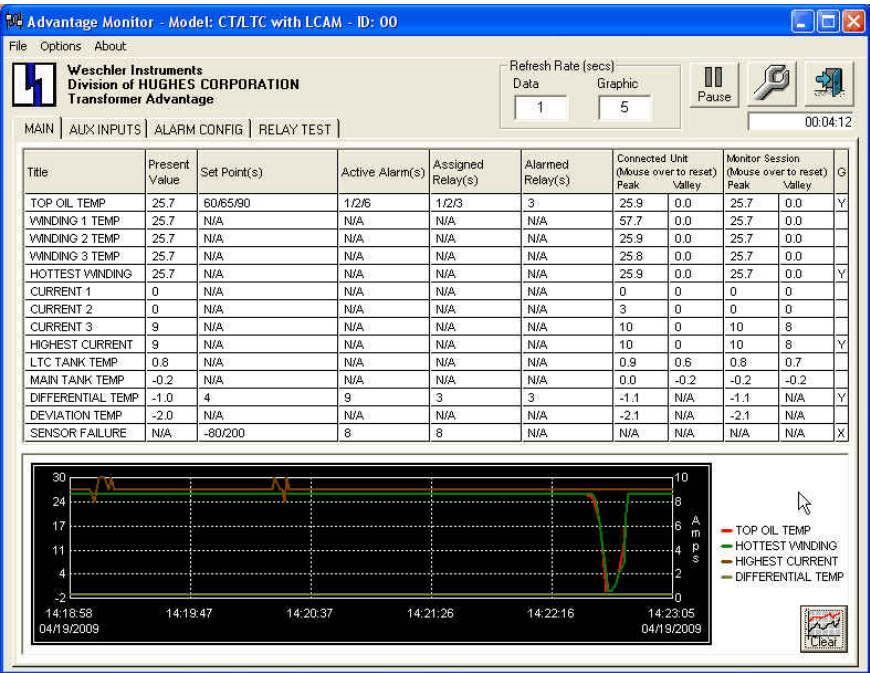 Advantage Monitor - Model: CT/LTC with LCAM - ID: 00
File Options About
Weschler Instruments
Division of HUGHES CORPORATION
Transformer Advantage
Refresh Rate (secs)
Data Graphic
1 5
Pause
00:04:12
MAIN AUX INPUTS ALARM CONFIG RELAY TEST
Title Present Value Set Point(s) Active Alarm(s) Assigned Relay(s) Alarmed Relay(s) Connected Unit (Mouse over to reset) Peak Valley Monitor Session (Mouse over to reset) Peak Valley G
TOP OIL TEMP 25.7 60/65/90 1/2/6 1/2/3 3 25.9 0.0 25.7 0.0 Y
WINDING 1 TEMP 25.7 N/A N/A N/A N/A 57.7 0.0 25.7 0.0
WINDING 2 TEMP 25.7 N/A N/A N/A N/A 25.9 0.0 25.7 0.0
WINDING 3 TEMP 25.7 N/A N/A N/A N/A 25.8 0.0 25.7 0.0
HOTTEST WINDING 25.7 N/A N/A N/A N/A 25.9 0.0 25.7 0.0 Y
CURRENT 1 0 N/A N/A N/A N/A 0 0 0 0
CURRENT 2 0 N/A N/A N/A N/A 3 0 0 0
CURRENT 3 9 N/A N/A N/A N/A 10 0 10 8
HIGHEST CURRENT 9 N/A N/A N/A N/A 10 0 10 8 Y
LTC TANK TEMP 0.8 N/A N/A N/A N/A 0.9 0.6 0.8 0.7
MAIN TANK TEMP -0.2 N/A N/A N/A N/A 0.0 -0.2 -0.2 -0.2
DIFFERENTIAL TEMP -1.0 4 9 3 3 -1.1 N/A -1.1 N/A Y
DEVIATION TEMP -2.0 N/A N/A N/A N/A -2.1 N/A -2.1 N/A
SENSOR FAILURE N/A -80/200 8 8 N/A N/A N/A N/A N/A X
30 10
24 8
17 6
11 4
4 2
-2 0
Amps
14:18:58 14:19:47 14:20:37 14:21:26 14:22:16 14:23:05
04/19/2009 04/19/2009
TOP OIL TEMP
HOTTEST WINDING
HIGHEST CURRENT
DIFFERENTIAL TEMP
Clear